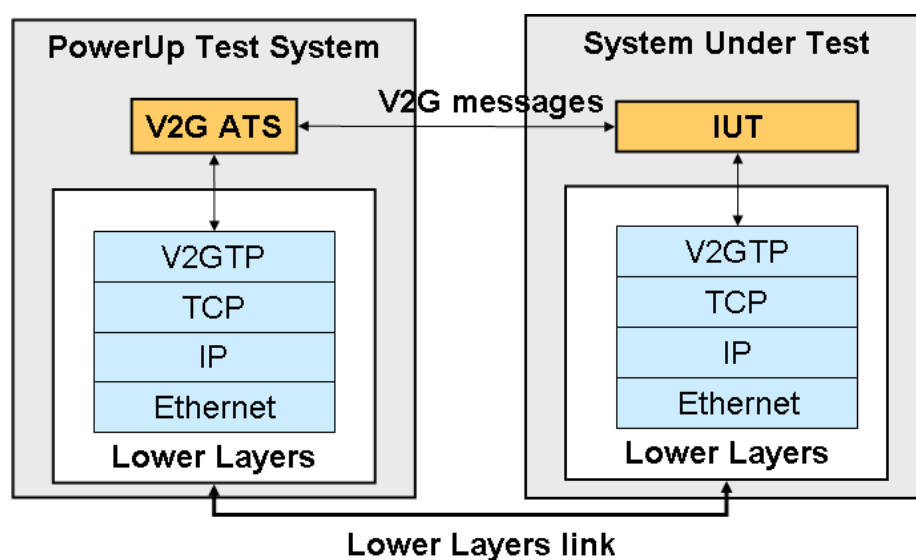 PowerUp Test System
System Under Test
V2G messages
V2G ATS
IUT
V2GTP
TCP
IP
Ethernet
Lower Layers
V2GTP
TCP
IP
Ethernet
Lower Layers
Lower Layers link